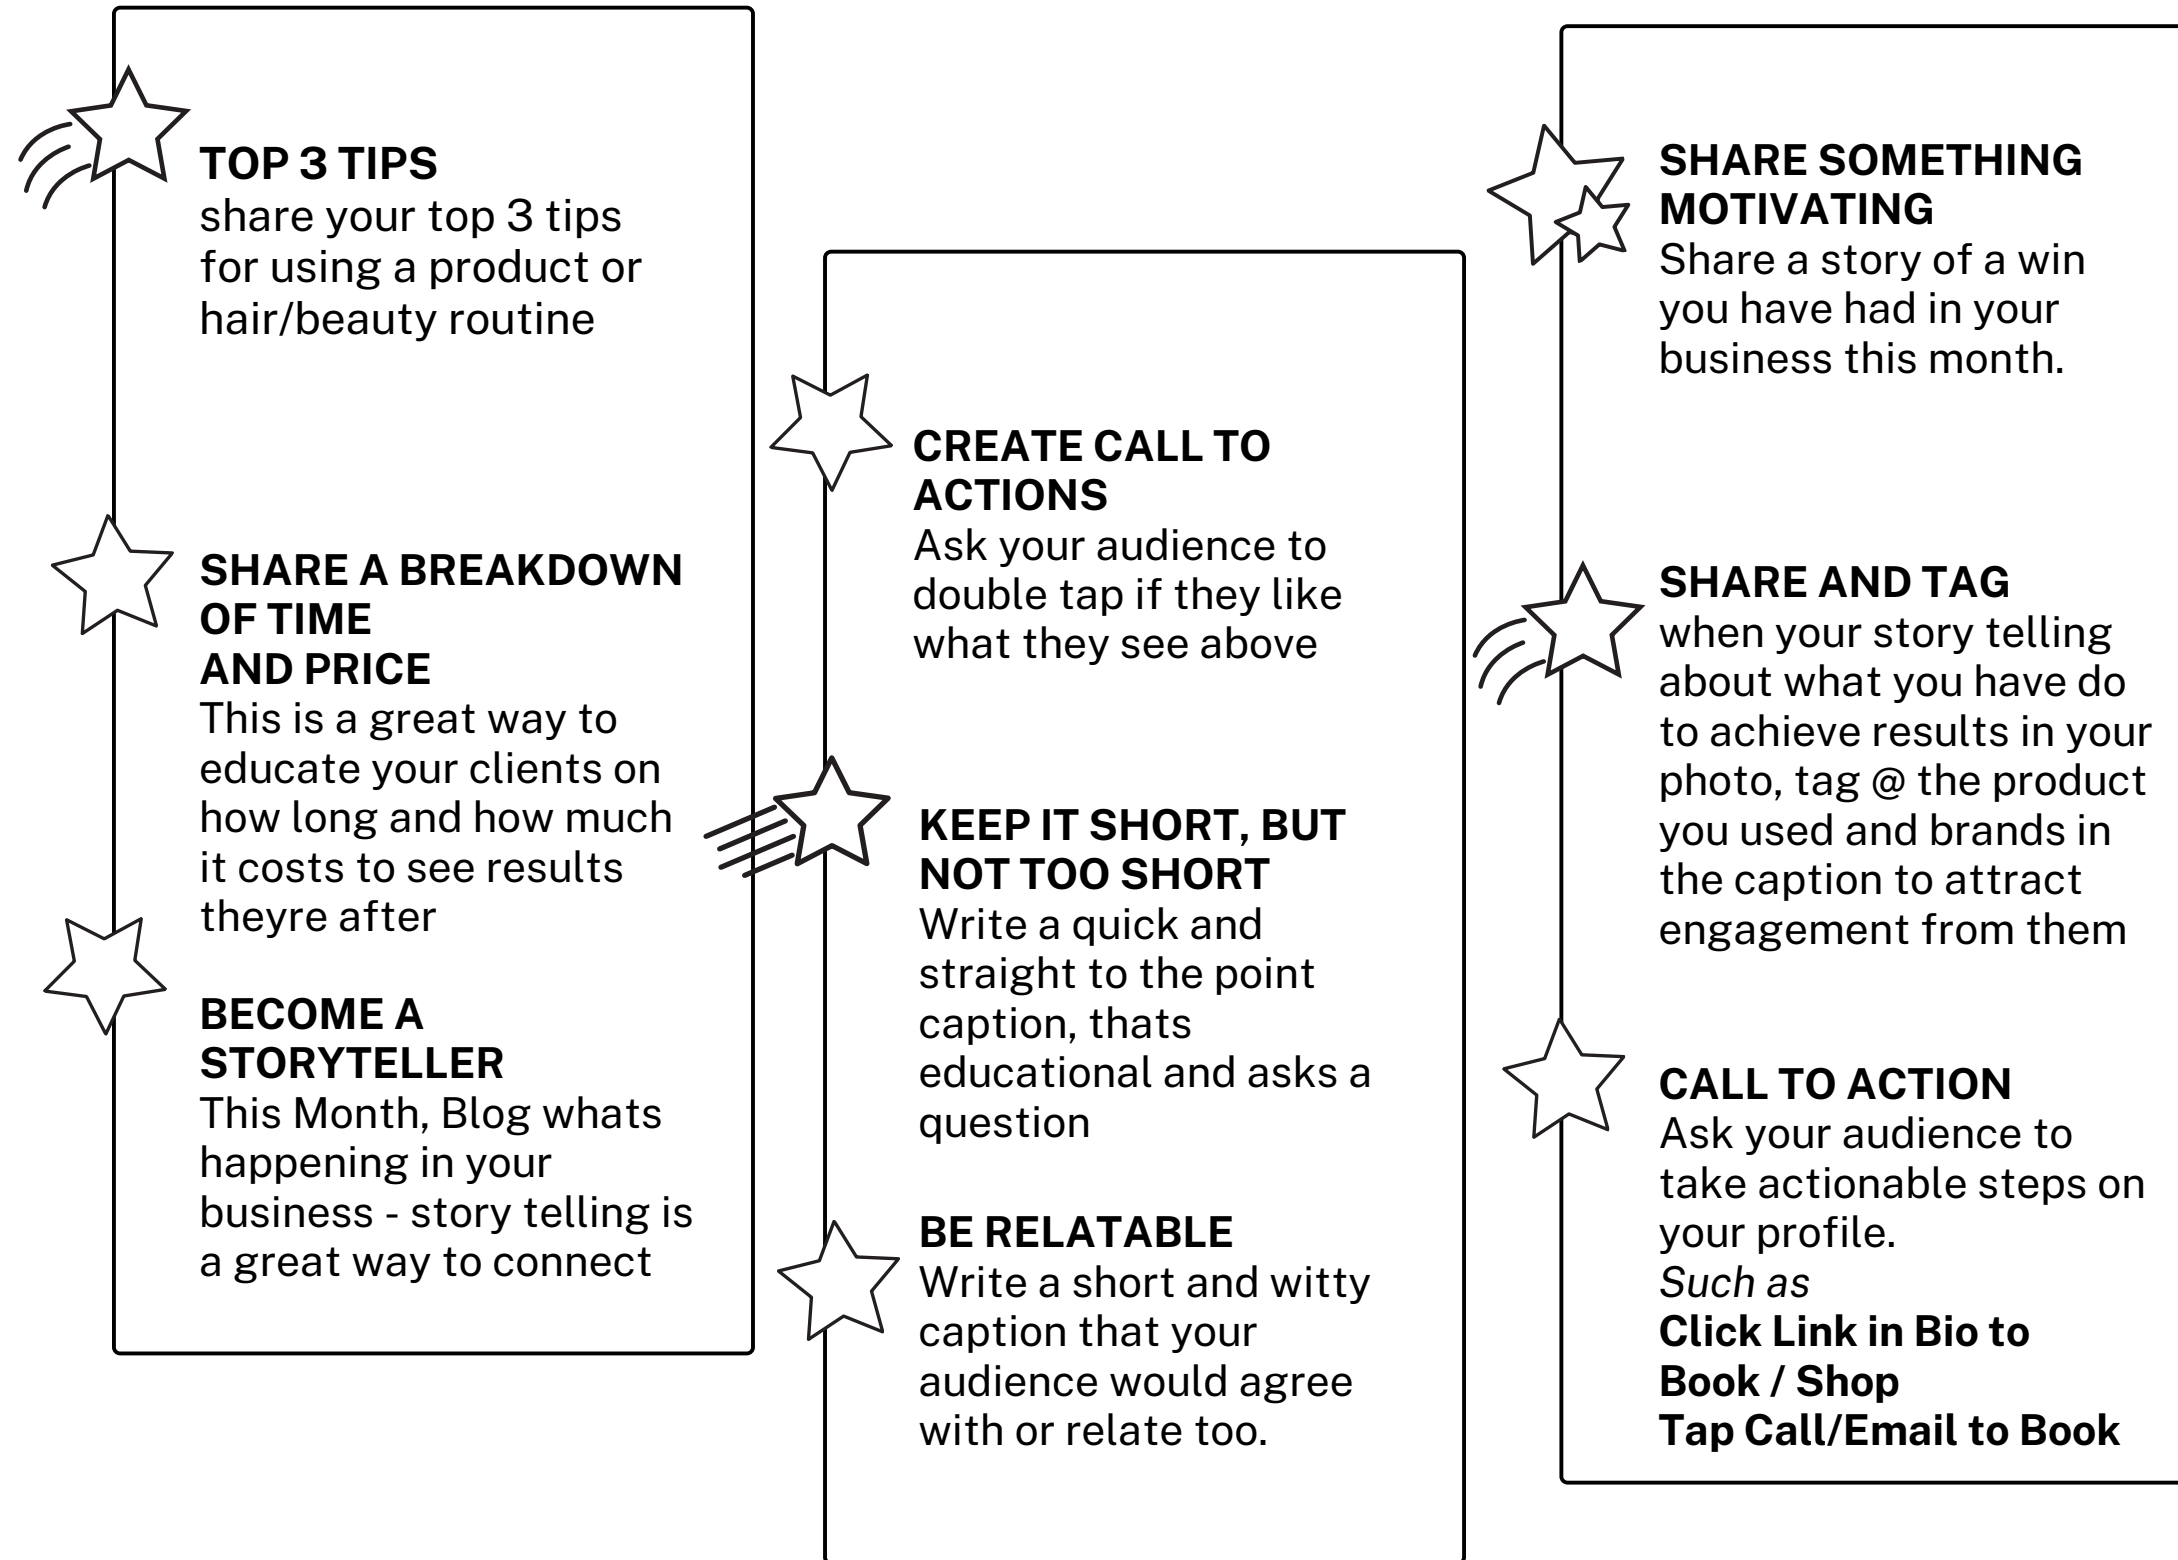 TOP 3 TIPS
share your top 3 tips
for using a product or
hair/beauty routine
SHARE A BREAKDOWN
OF TIME
AND PRICE
This is a great way to
educate your clients on
how long and how much
it costs to see results
theyre after
BECOME A
STORYTELLER
This Month, Blog whats
happening in your
business - story telling is
a great way to connect
CREATE CALL TO
ACTIONS
Ask your audience to
double tap if they like
what they see above
KEEP IT SHORT, BUT
NOT TOO SHORT
Write a quick and
straight to the point
caption, thats
educational and asks a
question
BE RELATABLE
Write a short and witty
caption that your
audience would agree
with or relate too.
SHARE SOMETHING
MOTIVATING
Share a story of a win
you have had in your
business this month.
SHARE AND TAG
when your story telling
about what you have do
to achieve results in your
photo, tag @ the product
you used and brands in
the caption to attract
engagement from them
CALL TO ACTION
Ask your audience to
take actionable steps on
your profile.
Such as
Click Link in Bio to
Book / Shop
Tap Call/Email to Book